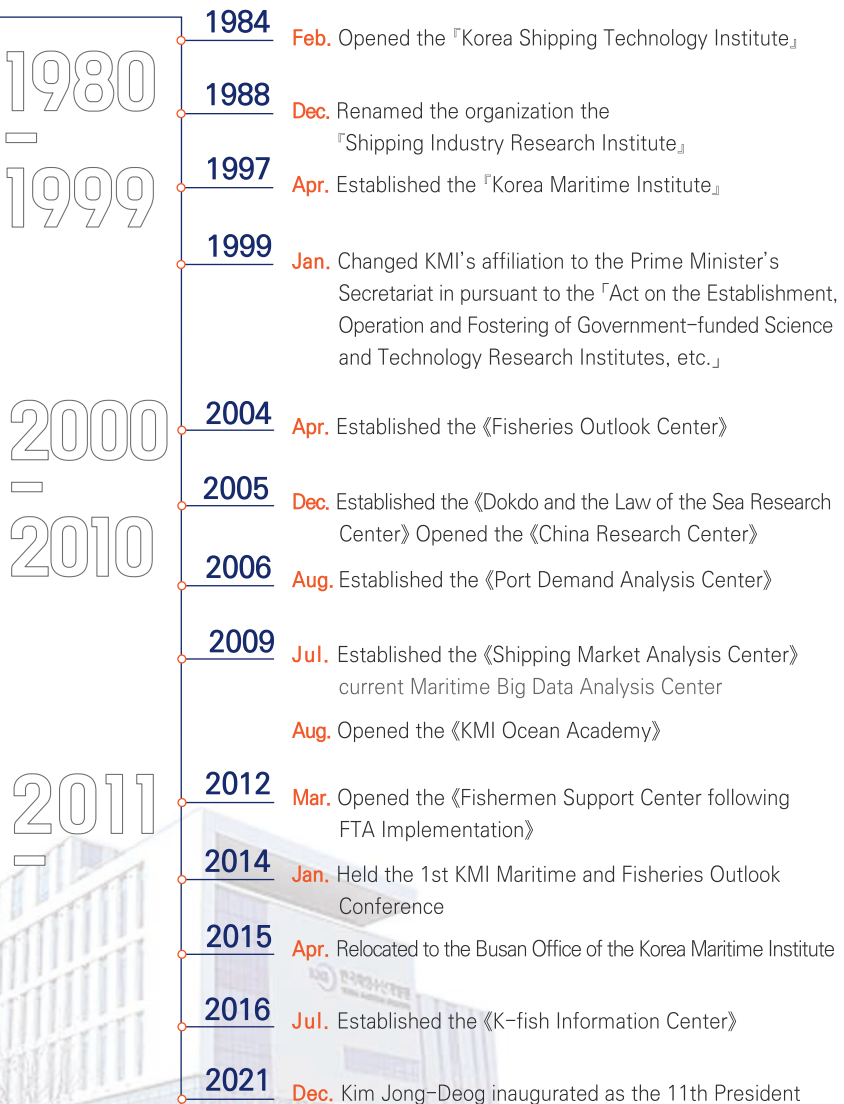 1980
–
1999
1984
Feb. Opened the『Korea Shipping Technology Institute』
1988
Dec. Renamed the organization the
『Shipping Industry Research Institute』
1997
Apr. Established the『Korea Maritime Institute』
1999
Jan. Changed KMI's affiliation to the Prime Minister's
Secretariat in pursuant to the「Act on the Establishment,
Operation and Fostering of Government-funded Science
and Technology Research Institutes, etc.」
2000
–
2010
2004
Apr. Established the《Fisheries Outlook Center》
2005
Dec. Established the《Dokdo and the Law of the Sea Research
Center》Opened the《China Research Center》
2006
Aug. Established the《Port Demand Analysis Center》
2009
Jul. Established the《Shipping Market Analysis Center》
current Maritime Big Data Analysis Center
Aug. Opened the《KMI Ocean Academy》
2011
–
2012
Mar. Opened the《Fishermen Support Center following
FTA Implementation》
2014
Jan. Held the 1st KMI Maritime and Fisheries Outlook
Conference
2015
Apr. Relocated to the Busan Office of the Korea Maritime Institute
2016
Jul. Established the《K-fish Information Center》
2021
Dec. Kim Jong-Deog inaugurated as the 11th President